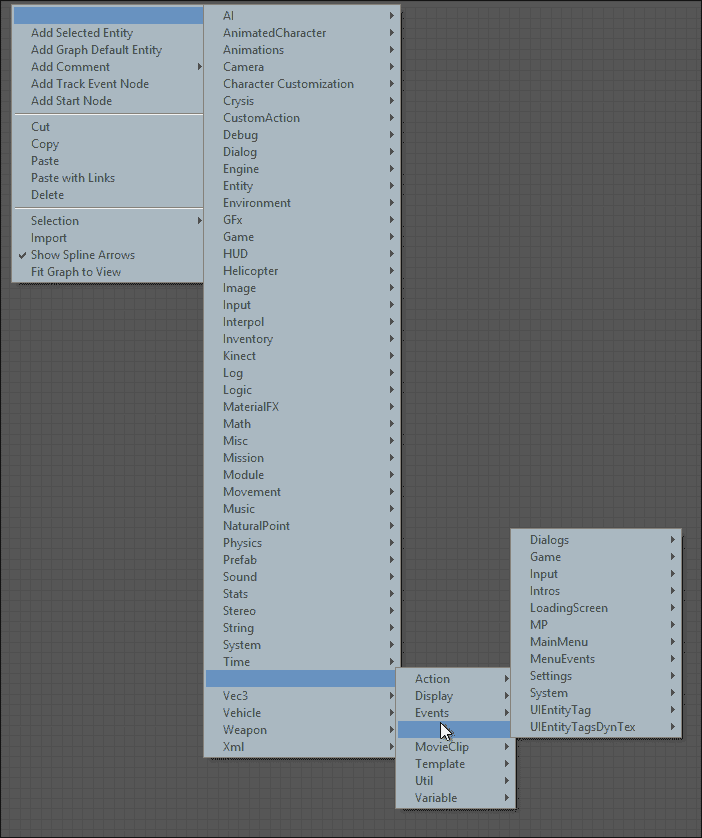 Add Selected Entity
Add Graph Default Entity
Add Comment
Add Track Event Node
Add Start Node
Cut
Copy
Paste
Paste with Links
Delete
Selection
Import
Show Spline Arrows
Fit Graph to View
AI
AnimatedCharacter
Animations
Camera
Character Customization
Crysis
CustomAction
Debug
Dialog
Engine
Entity
Environment
GFx
Game
HUD
Helicopter
Image
Input
Interpol
Inventory
Kinect
Log
Logic
MaterialFX
Math
Misc
Mission
Module
Movement
Music
NaturalPoint
Physics
Prefab
Sound
Stats
Stereo
String
System
Time
Vec3
Vehicle
Weapon
Xml
Action
Display
Events
MovieClip
Template
Util
Variable
Dialogs
Game
Input
Intros
LoadingScreen
MP
MainMenu
MenuEvents
Settings
System
UIEntityTag
UIEntityTagsDynTex